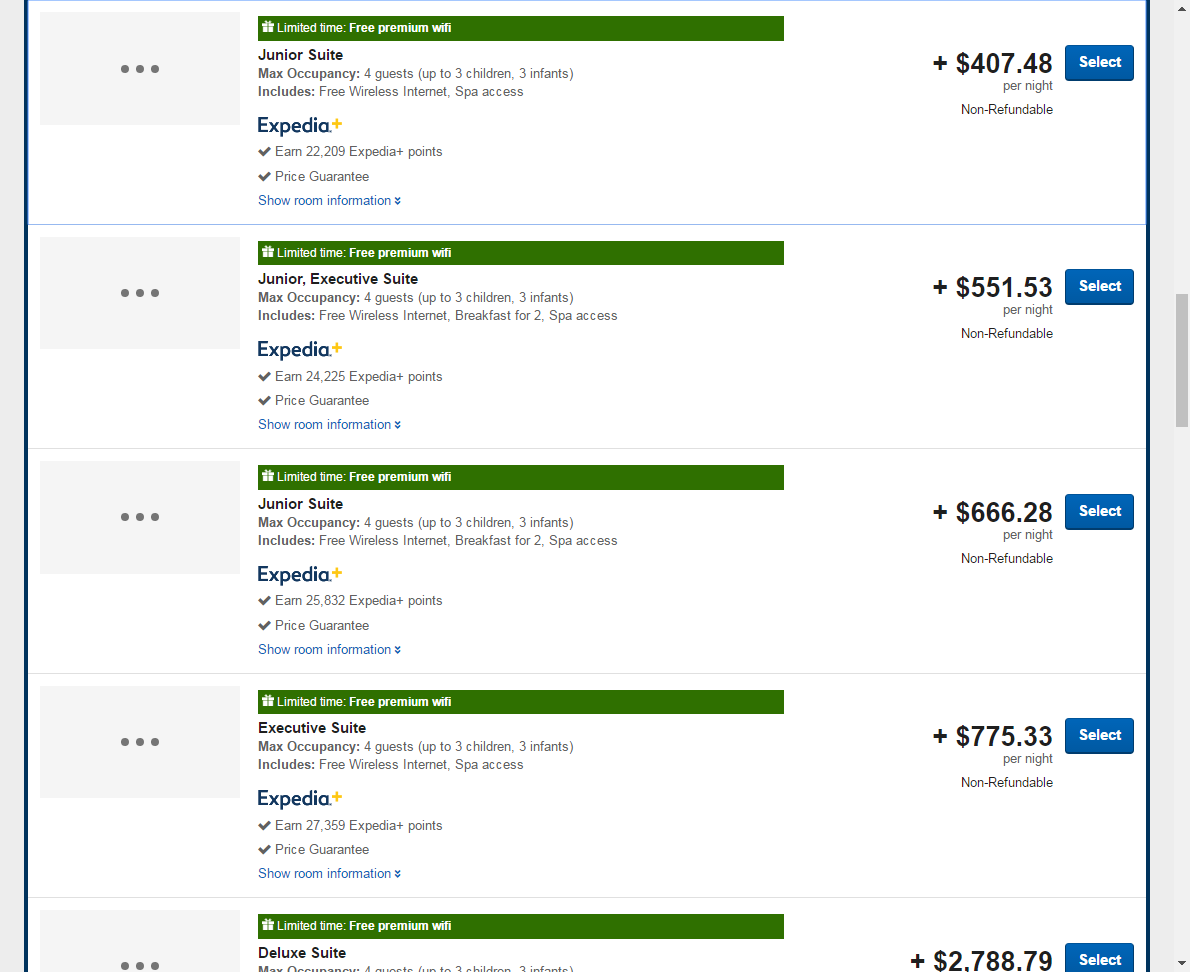 Limited time: Free premium wifi
Junior Suite
Max Occupancy: 4 guests (up to 3 children, 3 infants)
Includes: Free Wireless Internet, Spa access
Expedia+
Earn 22,209 Expedia+ points
Price Guarantee
Show room information
+ $407.48
per night
Non-Refundable
Select
Limited time: Free premium wifi
Junior, Executive Suite
Max Occupancy: 4 guests (up to 3 children, 3 infants)
Includes: Free Wireless Internet, Breakfast for 2, Spa access
Expedia+
Earn 24,225 Expedia+ points
Price Guarantee
Show room information
+ $551.53
per night
Non-Refundable
Select
Limited time: Free premium wifi
Junior Suite
Max Occupancy: 4 guests (up to 3 children, 3 infants)
Includes: Free Wireless Internet, Breakfast for 2, Spa access
Expedia+
Earn 25,832 Expedia+ points
Price Guarantee
Show room information
+ $666.28
per night
Non-Refundable
Select
Limited time: Free premium wifi
Executive Suite
Max Occupancy: 4 guests (up to 3 children, 3 infants)
Includes: Free Wireless Internet, Spa access
Expedia+
Earn 27,359 Expedia+ points
Price Guarantee
Show room information
+ $775.33
per night
Non-Refundable
Select
Limited time: Free premium wifi
Deluxe Suite
Max Occupancy: 4 guests (up to 3 children, 3 infants)
+ $2,788.79
Select